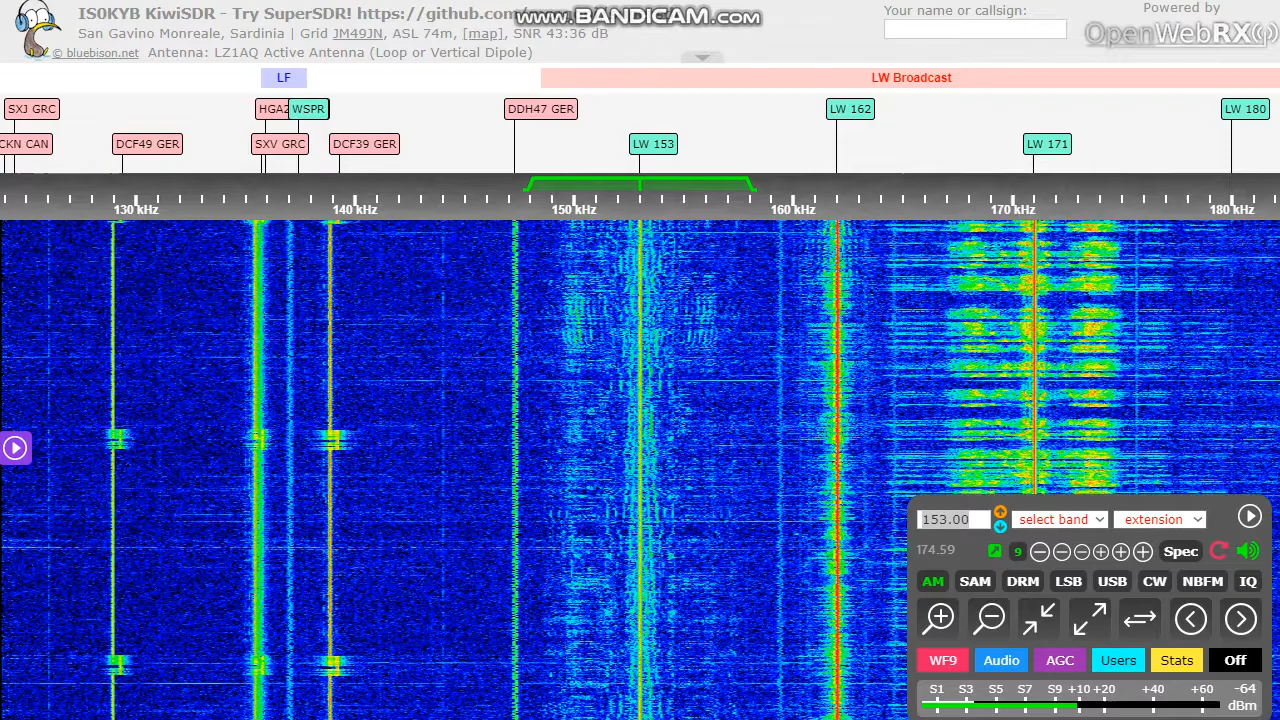 IS0KYB KiwiSDR - Try SuperSDR! https://github.com/
www.BANDICAM.com
San Gavino Monreale, Sardinia | Grid JM49JN, ASL 74m, [map], SNR 43:36 dB
© bluebison.net Antenna: LZ1AQ Active Antenna (Loop or Vertical Dipole)
Your name or callsign:
Powered by
OpenWebRX
LF
LW Broadcast
SXJ GRC
HGA2
WSPR
DDH47 GER
LW 162
LW 180
CKN CAN
DCF49 GER
SXV GRC
DCF39 GER
LW 153
LW 171
130 kHz
140 kHz
150 kHz
160 kHz
170 kHz
180 kHz
153.00
select band
extension
174.59
9
Spec
AM SAM DRM LSB USB CW NBFM IQ
WF9 Audio AGC Users Stats Off
S1 S3 S5 S7 S9 +10 +20 +40 +60 -64
dBm